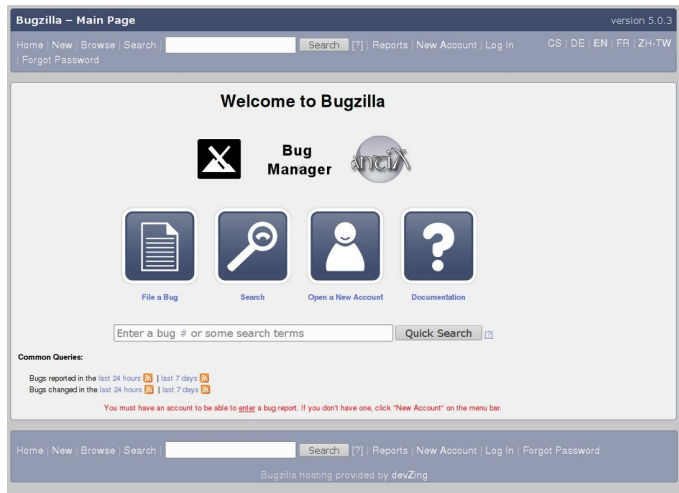 Bugzilla – Main Page version 5.0.3
Home | New | Browse | Search | Search [?] | Reports | New Account | Log In CS | DE | EN | FR | ZH-TW
| Forgot Password
Welcome to Bugzilla
Bug
Manager
antiX
File a Bug Search Open a New Account Documentation
Enter a bug # or some search terms Quick Search [?]
Common Queries:
Bugs reported in the last 24 hours | last 7 days
Bugs changed in the last 24 hours | last 7 days
You must have an account to be able to enter a bug report. If you don't have one, click "New Account" on the menu bar.
Home | New | Browse | Search | Search [?] | Reports | New Account | Log In | Forgot Password
Bugzilla hosting provided by devZing